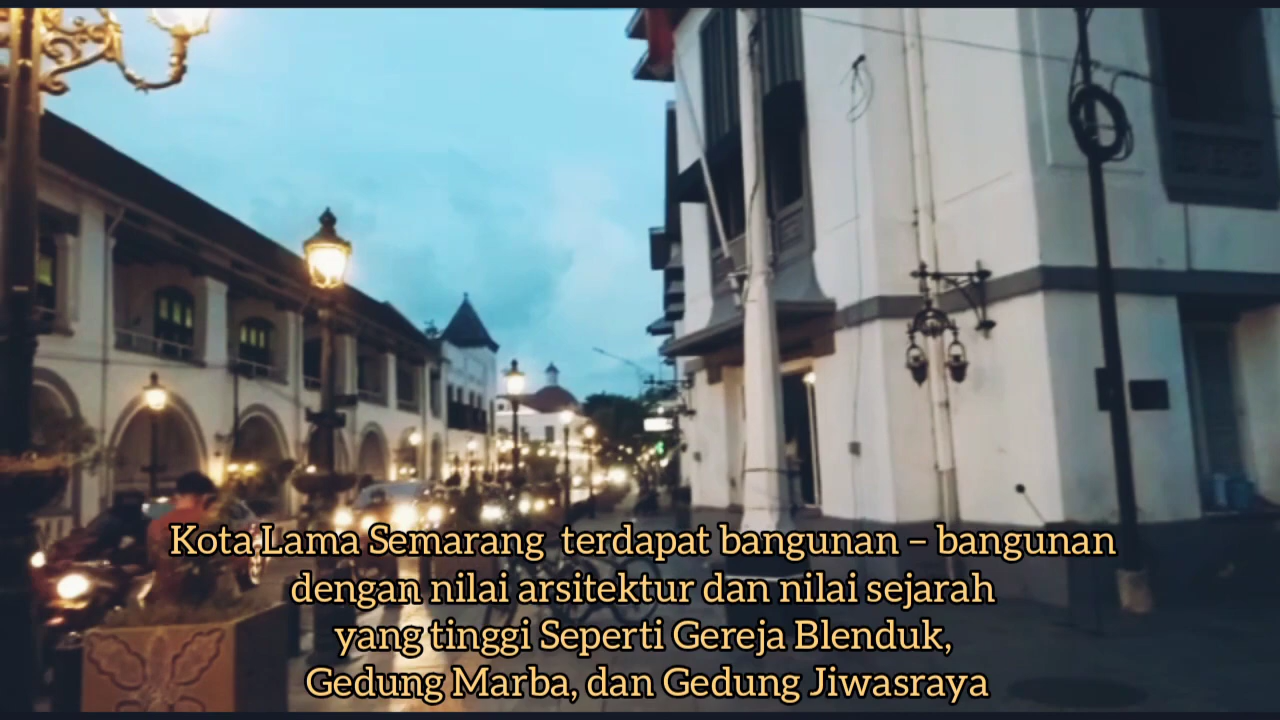 Kota Lama Semarang terdapat bangunan – bangunan
dengan nilai arsitektur dan nilai sejarah
yang tinggi Seperti Gereja Blenduk,
Gedung Marba, dan Gedung Jiwasraya